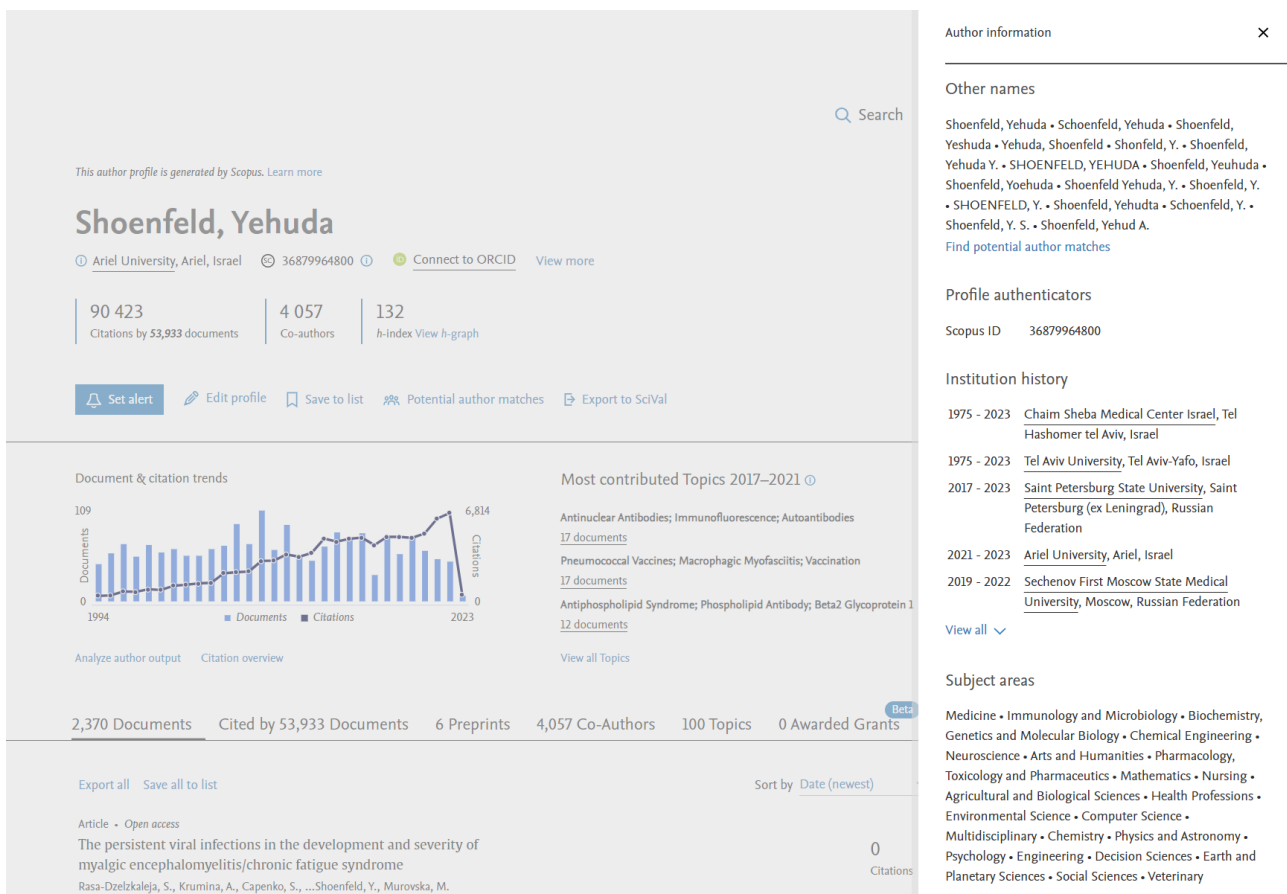 Search
This author profile is generated by Scopus. Learn more
Shoenfeld, Yehuda
Ariel University, Ariel, Israel SC 36879964800 Connect to ORCID View more
90 423
Citations by 53,933 documents
4 057
Co-authors
132
h-index View h-graph
Set alert Edit profile Save to list Potential author matches Export to SciVal
Document & citation trends
109
Documents
0
6,814
Citations
0
1994
2023
Documents Citations
Analyze author output Citation overview
Most contributed Topics 2017–2021
Antinuclear Antibodies; Immunofluorescence; Autoantibodies
17 documents
Pneumococcal Vaccines; Macrophagic Myofasciitis; Vaccination
17 documents
Antiphospholipid Syndrome; Phospholipid Antibody; Beta2 Glycoprotein 1
12 documents
View all Topics
Beta
2,370 Documents Cited by 53,933 Documents 6 Preprints 4,057 Co-Authors 100 Topics 0 Awarded Grants
Export all Save all to list
Sort by Date (newest)
Article • Open access
The persistent viral infections in the development and severity of
myalgic encephalomyelitis/chronic fatigue syndrome
Rasa-Dzelzkaleja, S., Krumina, A., Capenko, S., ...Shoenfeld, Y., Murovska, M.
0
Citations
Author information
Other names
Shoenfeld, Yehuda • Schoenfeld, Yehuda • Shoenfeld,
Yeshuda • Yehuda, Shoenfeld • Shonfeld, Y. • Shoenfeld,
Yehuda Y. • SHOENFELD, YEHUDA • Shoenfeld, Yeuhuda •
Shoenfeld, Yoehuda • Shoenfeld Yehuda, Y. • Shoenfeld, Y.
• SHOENFELD, Y. • Shoenfeld, Yehudta • Schoenfeld, Y. •
Shoenfeld, Y. S. • Shoenfeld, Yehud A.
Find potential author matches
Profile authenticators
Scopus ID 36879964800
Institution history
1975 - 2023 Chaim Sheba Medical Center Israel, Tel
Hashomer tel Aviv, Israel
1975 - 2023 Tel Aviv University, Tel Aviv-Yafo, Israel
2017 - 2023 Saint Petersburg State University, Saint
Petersburg (ex Leningrad), Russian
Federation
2021 - 2023 Ariel University, Ariel, Israel
2019 - 2022 Sechenov First Moscow State Medical
University, Moscow, Russian Federation
View all
Subject areas
Medicine • Immunology and Microbiology • Biochemistry,
Genetics and Molecular Biology • Chemical Engineering •
Neuroscience • Arts and Humanities • Pharmacology,
Toxicology and Pharmaceutics • Mathematics • Nursing •
Agricultural and Biological Sciences • Health Professions •
Environmental Science • Computer Science •
Multidisciplinary • Chemistry • Physics and Astronomy •
Psychology • Engineering • Decision Sciences • Earth and
Planetary Sciences • Social Sciences • Veterinary